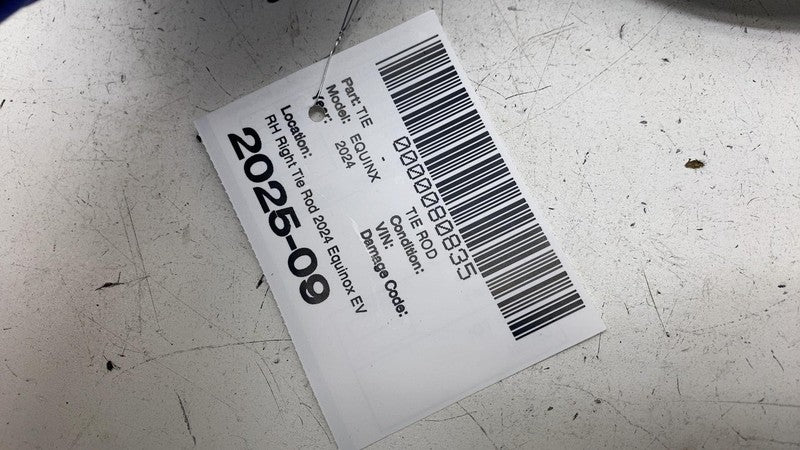 0000080835
Part: TIE - TIE ROD
Model: EQUINX Condition:
Year: 2024 VIN:
Damage Code:
Location:
RH Right Tie Rod 2024 Equinox EV
2025-09